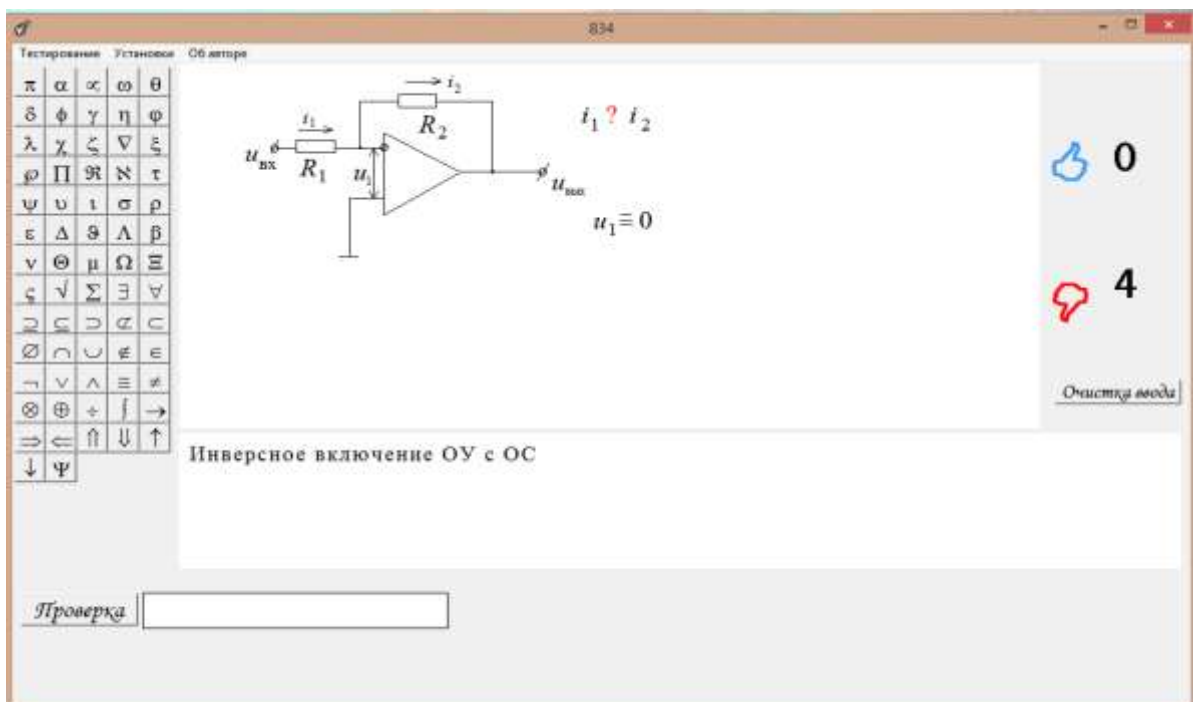 834
Тестирование Установки Об авторе
π α ∝ ω θ
δ ϕ γ η φ
λ χ ζ ∇ ξ
℘ Π ℜ ℵ τ
ψ υ ι σ ρ
ε Δ ϑ Λ β
ν Θ μ Ω Ξ
ς √ Σ ∃ ∀
⊇ ⊆ ⊃ ⊄ ⊂
∅ ∩ ∪ ∉ ∈
¬ ∨ ∧ ≡ ≠
⊗ ⊕ ÷ ∫ →
⇒ ⇐ ⇑ ⇓ ↑
↓ Ψ
i₂
i₁
R₂
uвх
R₁
u₁
uвых
i₁ ? i₂
u₁ ≡ 0
0
4
Очистка ввода
Инверсное включение ОУ с ОС
Проверка